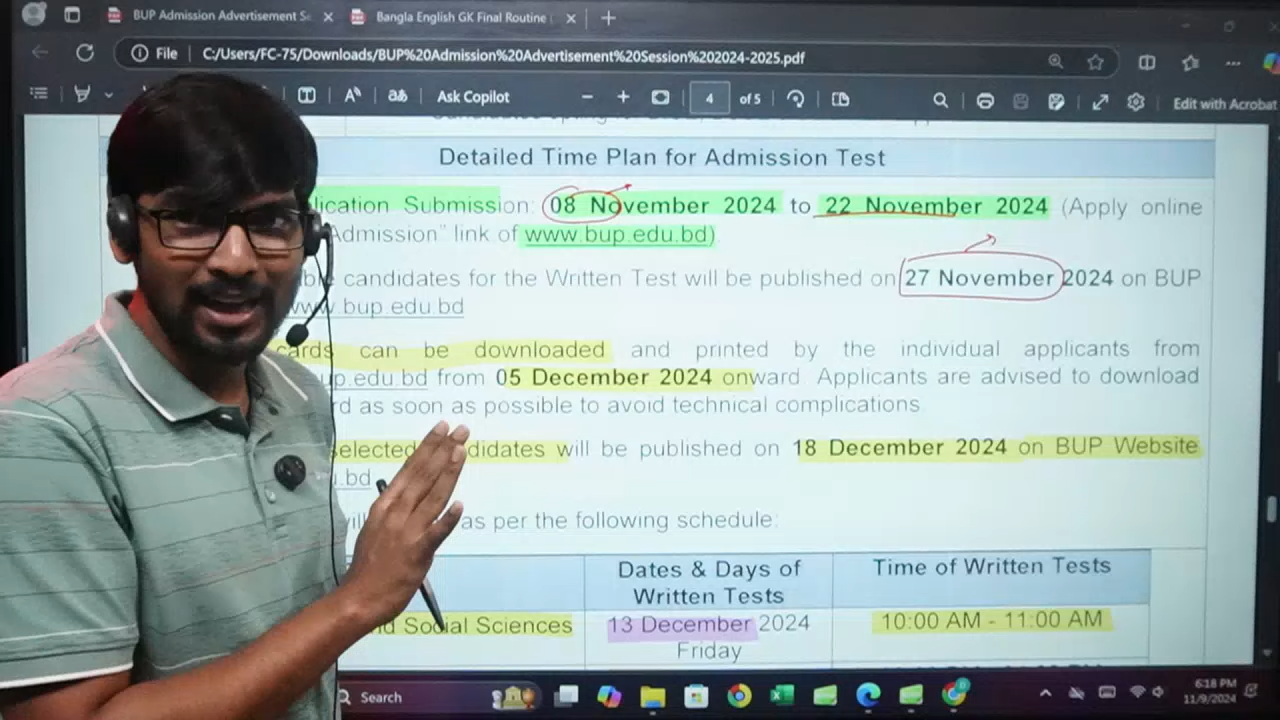 BUP Admission Advertisement Se
Bangla English GK Final Routine
File C:/Users/FC-75/Downloads/BUP%20Admission%20Advertisement%20Session%202024-2025.pdf
Ask Copilot
4 of 5
Edit with Acrobat
Detailed Time Plan for Admission Test
lication Submission: 08 November 2024 to 22 November 2024 (Apply online
Admission" link of www.bup.edu.bd)
candidates for the Written Test will be published on 27 November 2024 on BUP
www.bup.edu.bd
cards can be downloaded and printed by the individual applicants from
up.edu.bd from 05 December 2024 onward. Applicants are advised to download
rd as soon as possible to avoid technical complications
selected didates will be published on 18 December 2024 on BUP Website
u.bd
as per the following schedule:
Dates & Days of
Written Tests
Time of Written Tests
d Social Sciences
13 December 2024
Friday
10:00 AM - 11:00 AM
Search
6:18 PM
11/9/2024